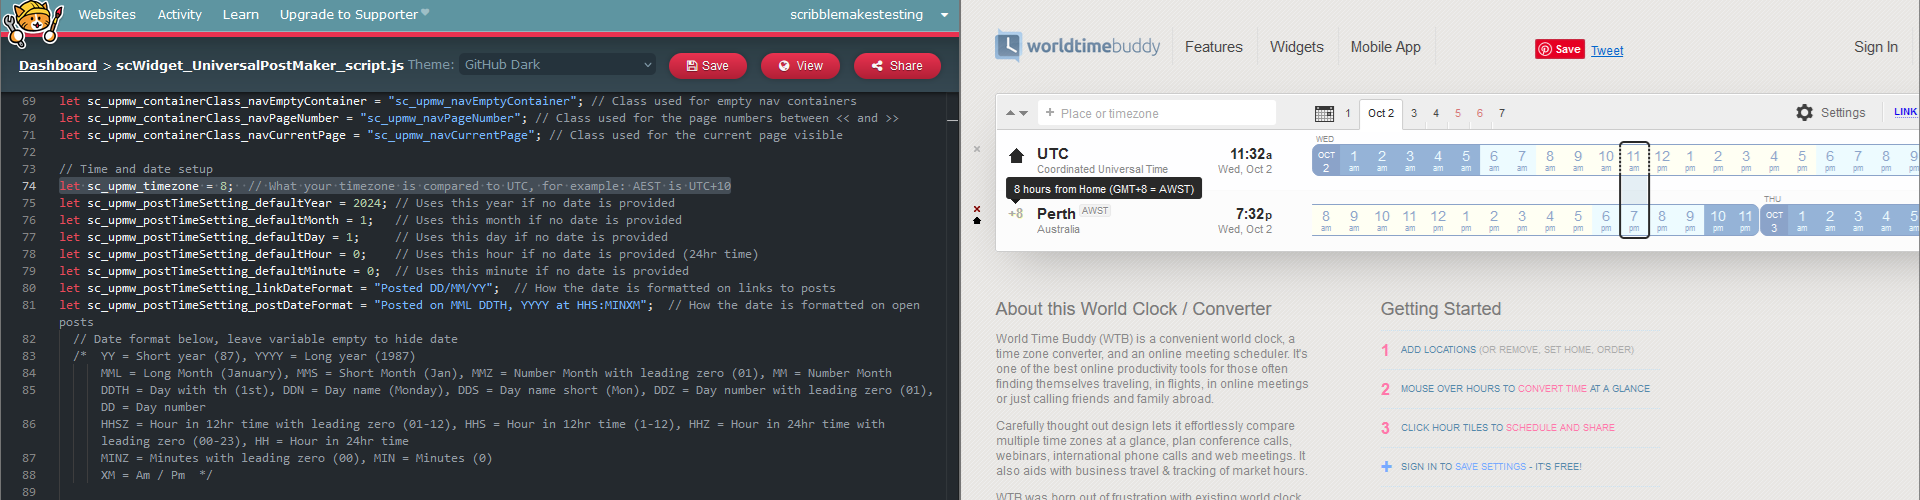 Websites Activity Learn Upgrade to Supporter scribblemakestesting
Dashboard > scWidget_UniversalPostMaker_script.js Theme: GitHub Dark Save View Share
69 let sc_upmw_containerClass_navEmptyContainer = "sc_upmw_navEmptyContainer"; // Class used for empty nav containers
70 let sc_upmw_containerClass_navPageNumber = "sc_upmw_navPageNumber"; // Class used for the page numbers between << and >>
71 let sc_upmw_containerClass_navCurrentPage = "sc_upmw_navCurrentPage"; // Class used for the current page visible
72
73 // Time and date setup
74 let sc_upmw_timezone = 8; // What your timezone is compared to UTC, for example: AEST is UTC+10
75 let sc_upmw_postTimeSetting_defaultYear = 2024; // Uses this year if no date is provided
76 let sc_upmw_postTimeSetting_defaultMonth = 1; // Uses this month if no date is provided
77 let sc_upmw_postTimeSetting_defaultDay = 1; // Uses this day if no date is provided
78 let sc_upmw_postTimeSetting_defaultHour = 0; // Uses this hour if no date is provided (24hr time)
79 let sc_upmw_postTimeSetting_defaultMinute = 0; // Uses this minute if no date is provided
80 let sc_upmw_postTimeSetting_linkDateFormat = "Posted DD/MM/YY"; // How the date is formatted on links to posts
81 let sc_upmw_postTimeSetting_postDateFormat = "Posted on MML DDTH, YYYY at HHS:MINXM"; // How the date is formatted on open
posts
82 // Date format below, leave variable empty to hide date
83 /* YY = Short year (87), YYYY = Long year (1987)
84 MML = Long Month (January), MMS = Short Month (Jan), MMZ = Number Month with leading zero (01), MM = Number Month
85 DDTH = Day with th (1st), DDN = Day name (Monday), DDS = Day name short (Mon), DDZ = Day number with leading zero (01),
DD = Day number
86 HHSZ = Hour in 12hr time with leading zero (01-12), HHS = Hour in 12hr time (1-12), HHZ = Hour in 24hr time with
leading zero (00-23), HH = Hour in 24hr time
87 MINZ = Minutes with leading zero (00), MIN = Minutes (0)
88 XM = Am / Pm */
89
worldtimebuddy Features Widgets Mobile App Save Tweet Sign In
+ Place or timezone 1 Oct 2 3 4 5 6 7 Settings LINK
WED
UTC 11:32a OCT 2 1 am 2 am 3 am 4 am 5 am 6 am 7 am 8 am 9 am 10 am 11 am 12 pm 1 pm 2 pm 3 pm 4 pm 5 pm 6 pm 7 pm 8 pm 9 pm
Coordinated Universal Time Wed, Oct 2
8 hours from Home (GMT+8 = AWST)
THU
+8 Perth AWST 7:32p 8 am 9 am 10 am 11 am 12 pm 1 pm 2 pm 3 pm 4 pm 5 pm 6 pm 7 pm 8 pm 9 pm 10 pm 11 pm OCT 3 1 am 2 am 3 am 4 am 5 am
Australia Wed, Oct 2
About this World Clock / Converter
World Time Buddy (WTB) is a convenient world clock, a
time zone converter, and an online meeting scheduler. It's
one of the best online productivity tools for those often
finding themselves traveling, in flights, in online meetings
or just calling friends and family abroad.
Carefully thought out design lets it effortlessly compare
multiple time zones at a glance, plan conference calls,
webinars, international phone calls and web meetings. It
also aids with business travel & tracking of market hours.
WTB was born out of frustration with existing world clock
Getting Started
1 ADD LOCATIONS (OR REMOVE, SET HOME, ORDER)
2 MOUSE OVER HOURS TO CONVERT TIME AT A GLANCE
3 CLICK HOUR TILES TO SCHEDULE AND SHARE
+ SIGN IN TO SAVE SETTINGS - IT'S FREE!